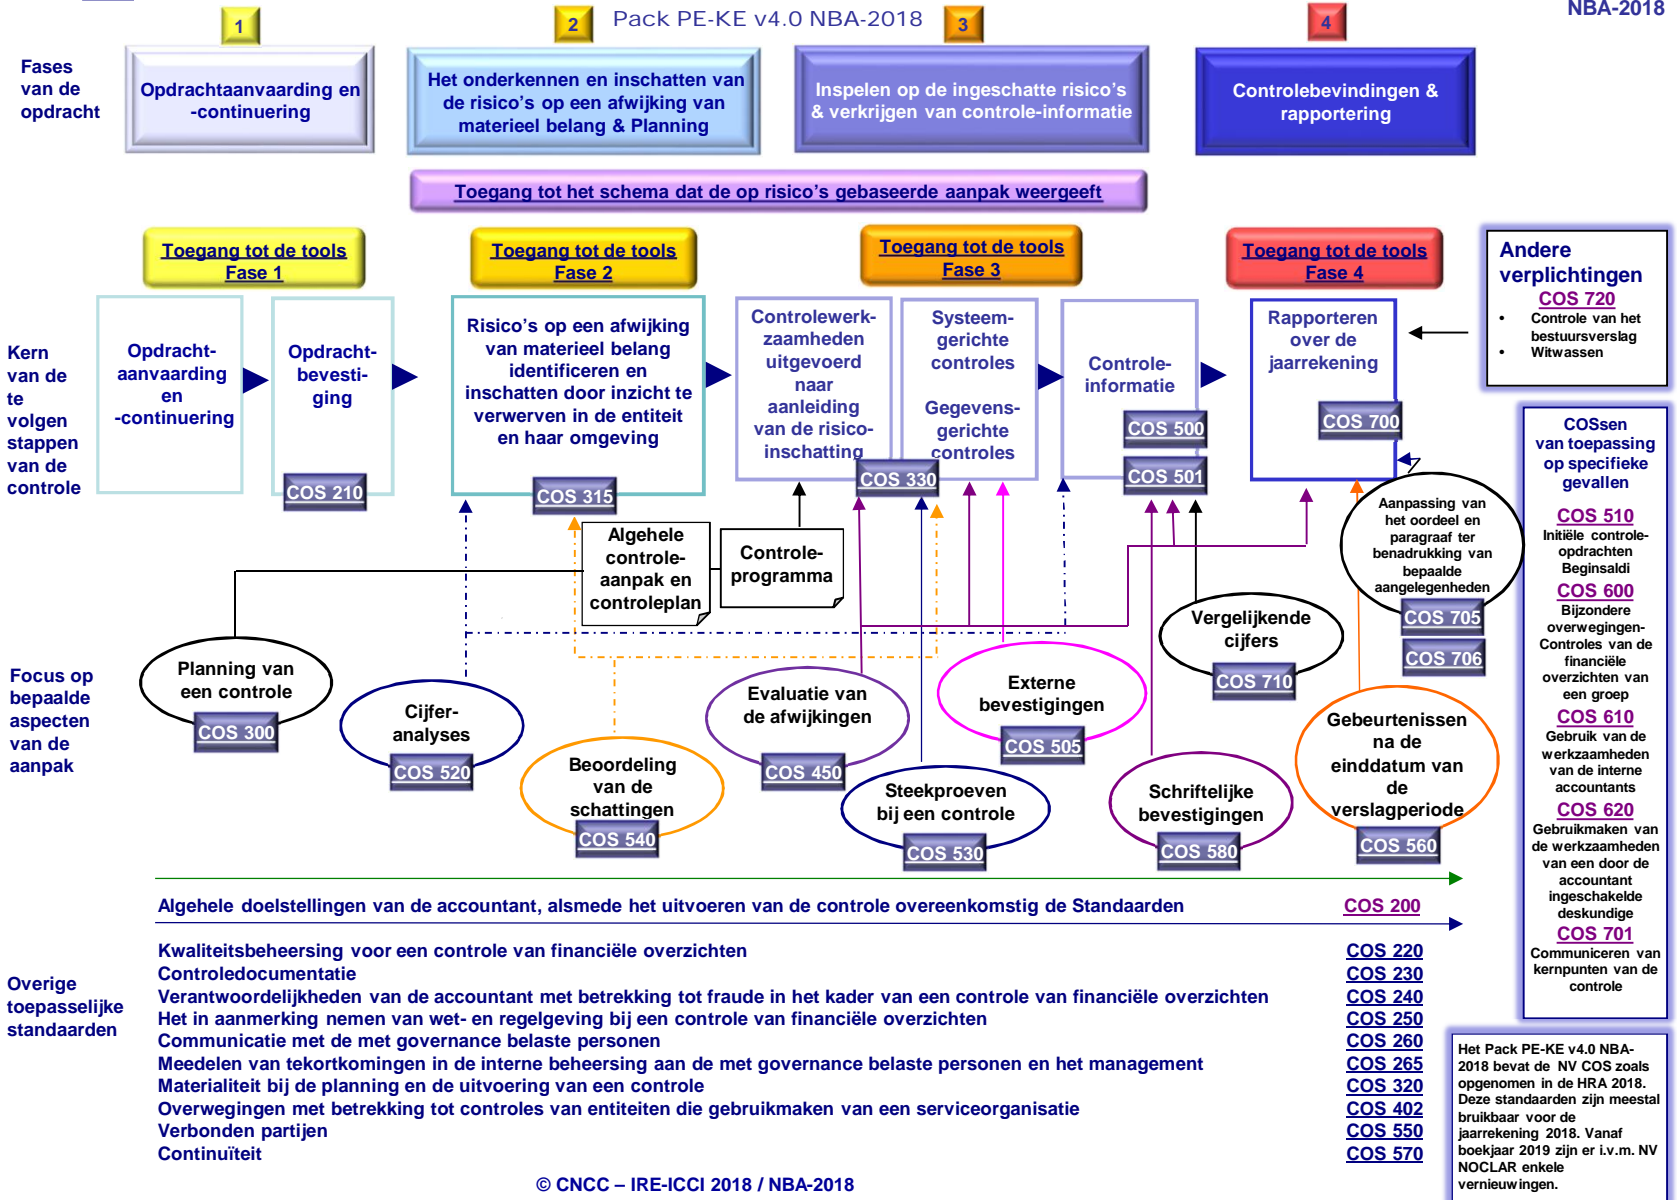 Pack PE-KE v4.0 NBA-2018
NBA-2018
1
2
3
4
Fases
van de
opdracht
Opdrachtaanvaarding en
-continuering
Het onderkennen en inschatten van
de risico's op een afwijking van
materieel belang & Planning
Inspelen op de ingeschatte risico's
& verkrijgen van controle-informatie
Controlebevindingen &
rapportering
Toegang tot het schema dat de op risico's gebaseerde aanpak weergeeft
Toegang tot de tools
Fase 1
Toegang tot de tools
Fase 2
Toegang tot de tools
Fase 3
Toegang tot de tools
Fase 4
Kern
van de
te
volgen
stappen
van de
controle
Opdracht-
aanvaarding
en
-continuering
Opdracht-
bevesti-
ging
COS 210
Risico's op een afwijking
van materieel belang
identificeren en
inschatten door inzicht te
verwerven in de entiteit
en haar omgeving
COS 315
Controlewerk-
zaamheden
uitgevoerd
naar
aanleiding
van de risico-
inschatting
Systeem-
gerichte
controles
Gegevens-
gerichte
controles
COS 330
Controle-
informatie
COS 500
COS 501
Rapporteren
over de
jaarrekening
COS 700
Andere
verplichtingen
COS 720
• Controle van het
bestuursverslag
• Witwassen
Algehele
controle-
aanpak en
controleplan
Controle-
programma
Aanpassing van
het oordeel en
paragraaf ter
benadrukking van
bepaalde
aangelegenheden
COS 705
COS 706
Focus op
bepaalde
aspecten
van de
aanpak
Planning van
een controle
COS 300
Cijfer-
analyses
COS 520
Beoordeling
van de
schattingen
COS 540
Evaluatie van
de afwijkingen
COS 450
Steekproeven
bij een controle
COS 530
Externe
bevestigingen
COS 505
Schriftelijke
bevestigingen
COS 580
Vergelijkende
cijfers
COS 710
Gebeurtenissen
na de
einddatum van
de
verslagperiode
COS 560
COSsen
van toepassing
op specifieke
gevallen
COS 510
Initiële controle-
opdrachten
Beginsaldi
COS 600
Bijzondere
overwegingen-
Controles van de
financiële
overzichten van
een groep
COS 610
Gebruik van de
werkzaamheden
van de interne
accountants
COS 620
Gebruikmaken van
de werkzaamheden
van een door de
accountant
ingeschakelde
deskundige
COS 701
Communiceren van
kernpunten van de
controle
Algehele doelstellingen van de accountant, alsmede het uitvoeren van de controle overeenkomstig de Standaarden COS 200
Overige
toepasselijke
standaarden
Kwaliteitsbeheersing voor een controle van financiële overzichten COS 220
Controledocumentatie COS 230
Verantwoordelijkheden van de accountant met betrekking tot fraude in het kader van een controle van financiële overzichten COS 240
Het in aanmerking nemen van wet- en regelgeving bij een controle van financiële overzichten COS 250
Communicatie met de met governance belaste personen COS 260
Meedelen van tekortkomingen in de interne beheersing aan de met governance belaste personen en het management COS 265
Materialiteit bij de planning en de uitvoering van een controle COS 320
Overwegingen met betrekking tot controles van entiteiten die gebruikmaken van een serviceorganisatie COS 402
Verbonden partijen COS 550
Continuïteit COS 570
Het Pack PE-KE v4.0 NBA-
2018 bevat de NV COS zoals
opgenomen in de HRA 2018.
Deze standaarden zijn meestal
bruikbaar voor de
jaarrekening 2018. Vanaf
boekjaar 2019 zijn er i.v.m. NV
NOCLAR enkele
vernieuwingen.
© CNCC – IRE-ICCI 2018 / NBA-2018